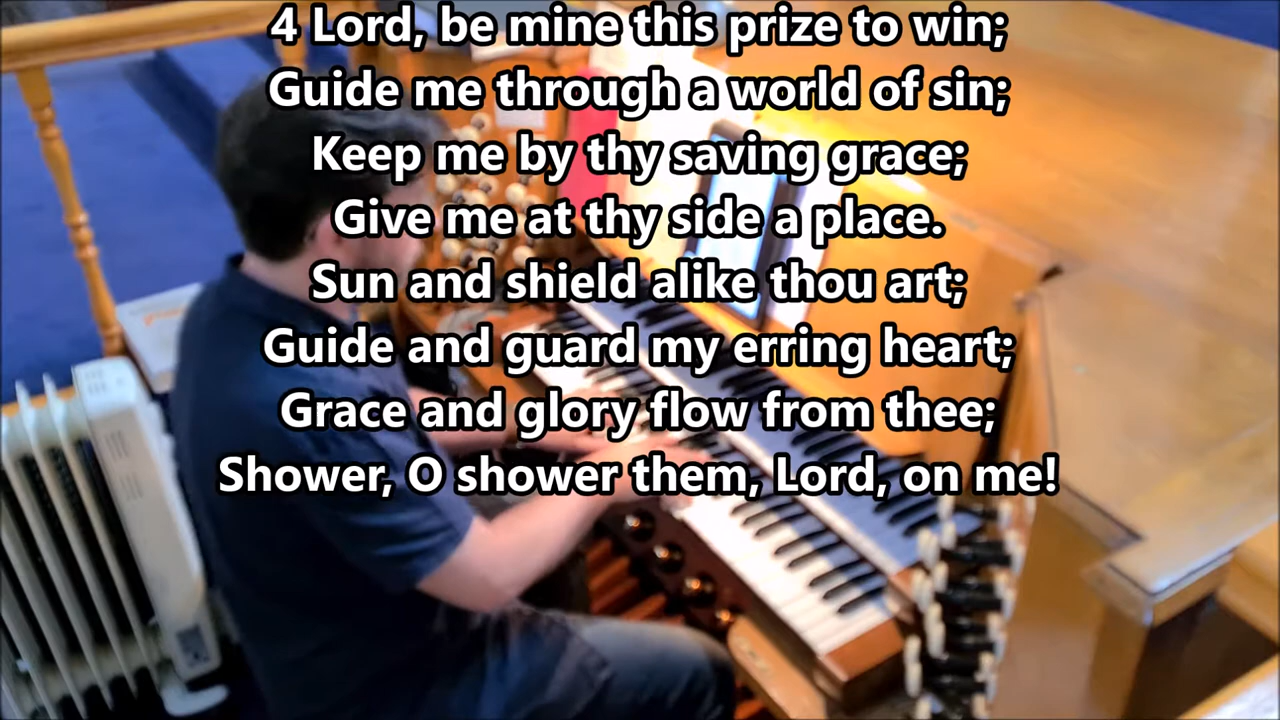 4 Lord, be mine this prize to win;
Guide me through a world of sin;
Keep me by thy saving grace;
Give me at thy side a place.
Sun and shield alike thou art;
Guide and guard my erring heart;
Grace and glory flow from thee;
Shower, O shower them, Lord, on me!